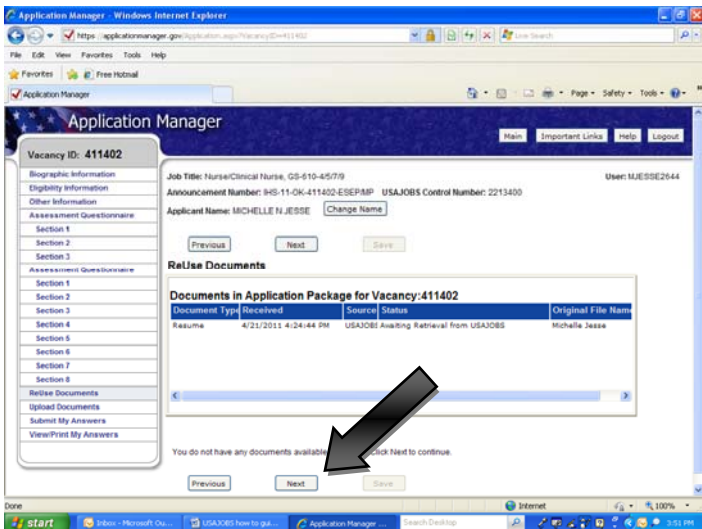 Application Manager - Windows Internet Explorer
https://applicationmanager.gov/Application.aspx?VacancyID=411402
Live Search
File Edit View Favorites Tools Help
Favorites Free Hotmail
Application Manager
Page Safety Tools
Application Manager
Main Important Links Help Logout
Vacancy ID: 411402
Biographic Information
Eligibility Information
Other Information
Assessment Questionnaire
Section 1
Section 2
Section 3
Assessment Questionnaire
Section 1
Section 2
Section 3
Section 4
Section 5
Section 6
Section 7
Section 8
ReUse Documents
Upload Documents
Submit My Answers
View/Print My Answers
Job Title: Nurse/Clinical Nurse, GS-610-4/5/7/9 User: MJESSE2644
Announcement Number: IHS-11-OK-411402-ESEP/MP USAJOBS Control Number: 2213400
Applicant Name: MICHELLE N JESSE Change Name
Previous Next Save
ReUse Documents
Documents in Application Package for Vacancy:411402
Document Type Received Source Status Original File Name
Resume 4/21/2011 4:24:44 PM USAJOBS Awaiting Retrieval from USAJOBS Michelle Jesse
You do not have any documents available Click Next to continue.
Previous Next Save
Done Internet 100%
start Inbox - Microsoft Ou... USAJOBS how to gui... Application Manager ... Search Desktop 3:51 PM